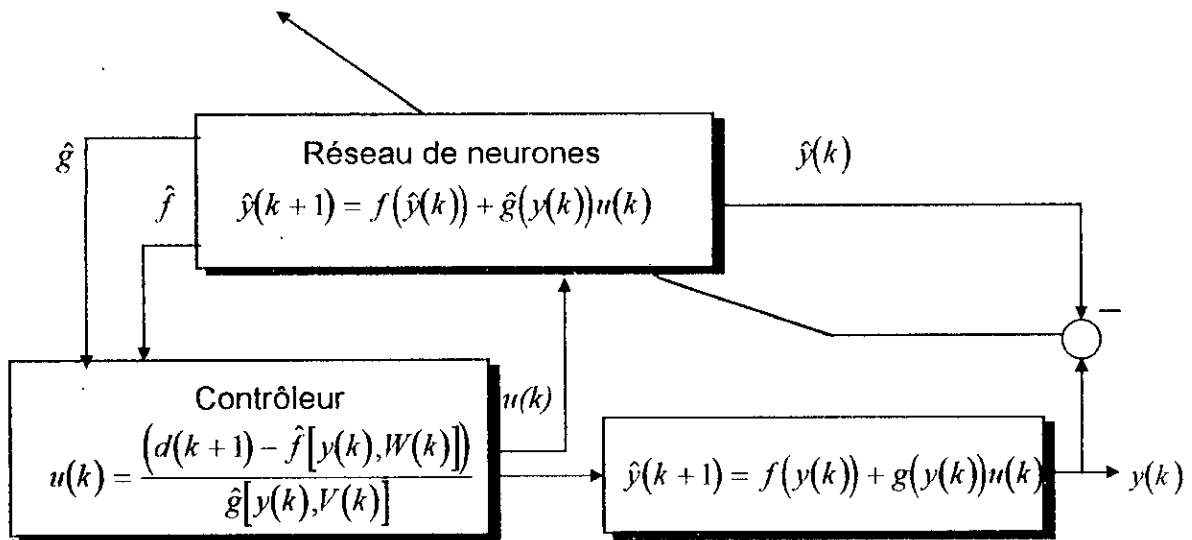 Réseau de neurones
ĝ
ŷ(k)
f̂
ŷ(k + 1) = f(ŷ(k)) + ĝ(y(k))u(k)
−
Contrôleur
u(k)
u(k) = (d(k + 1) − f̂[y(k),W(k)]) / ĝ[y(k),V(k)]
ŷ(k + 1) = f(y(k)) + g(y(k))u(k)
y(k)